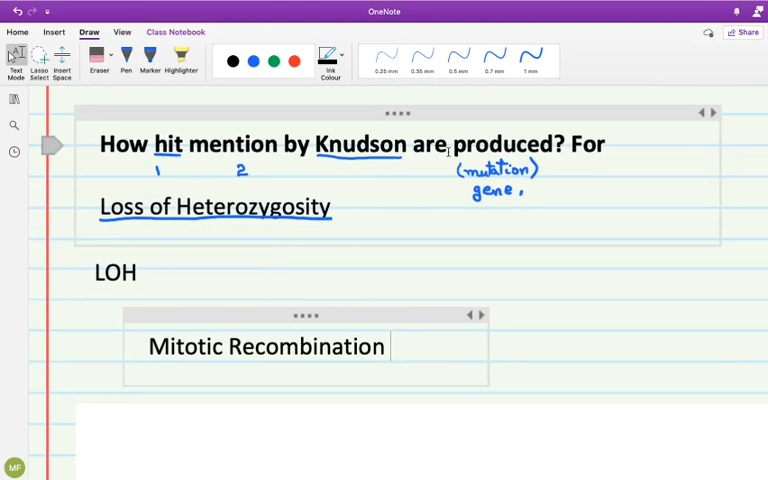 OneNote
Home Insert Draw View Class Notebook
Share
Text Mode
Lasso Select
Insert Space
Eraser
Pen
Marker
Highlighter
Ink Colour
0.25 mm 0.35 mm 0.5 mm 0.7 mm 1 mm
How hit mention by Knudson are produced? For
1 2 (mutation)
gene,
Loss of Heterozygosity
LOH
Mitotic Recombination
MF